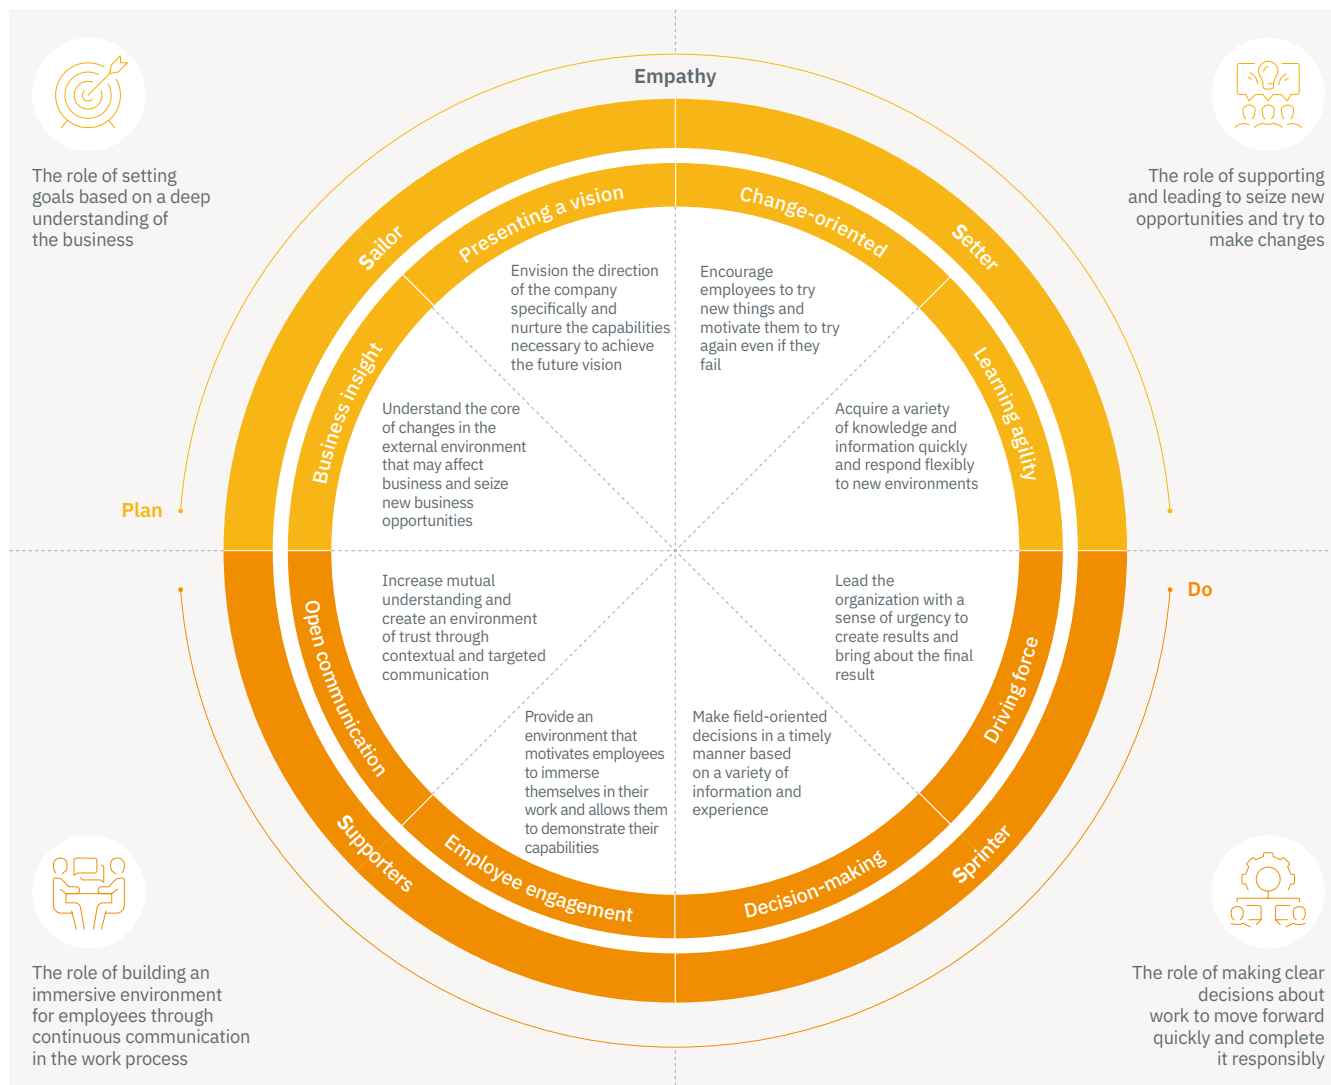 Empathy
The role of setting
goals based on a deep
understanding of
the business
The role of supporting
and leading to seize new
opportunities and try to
make changes
Sailor
Setter
Presenting a vision
Change-oriented
Envision the direction
of the company
specifically and
nurture the capabilities
necessary to achieve
the future vision
Encourage
employees to try
new things and
motivate them to try
again even if they
fail
Business insight
Learning agility
Understand the core
of changes in the
external environment
that may affect
business and seize
new business
opportunities
Acquire a variety
of knowledge and
information quickly
and respond flexibly
to new environments
Plan
Do
Increase mutual
understanding and
create an environment
of trust through
contextual and targeted
communication
Lead the
organization with a
sense of urgency to
create results and
bring about the final
result
Open communication
Driving force
Provide an
environment that
motivates employees
to immerse
themselves in their
work and allows them
to demonstrate their
capabilities
Make field-oriented
decisions in a timely
manner based
on a variety of
information and
experience
Employee engagement
Decision-making
Supporters
Sprinter
The role of building an
immersive environment
for employees through
continuous communication
in the work process
The role of making clear
decisions about
work to move forward
quickly and complete
it responsibly